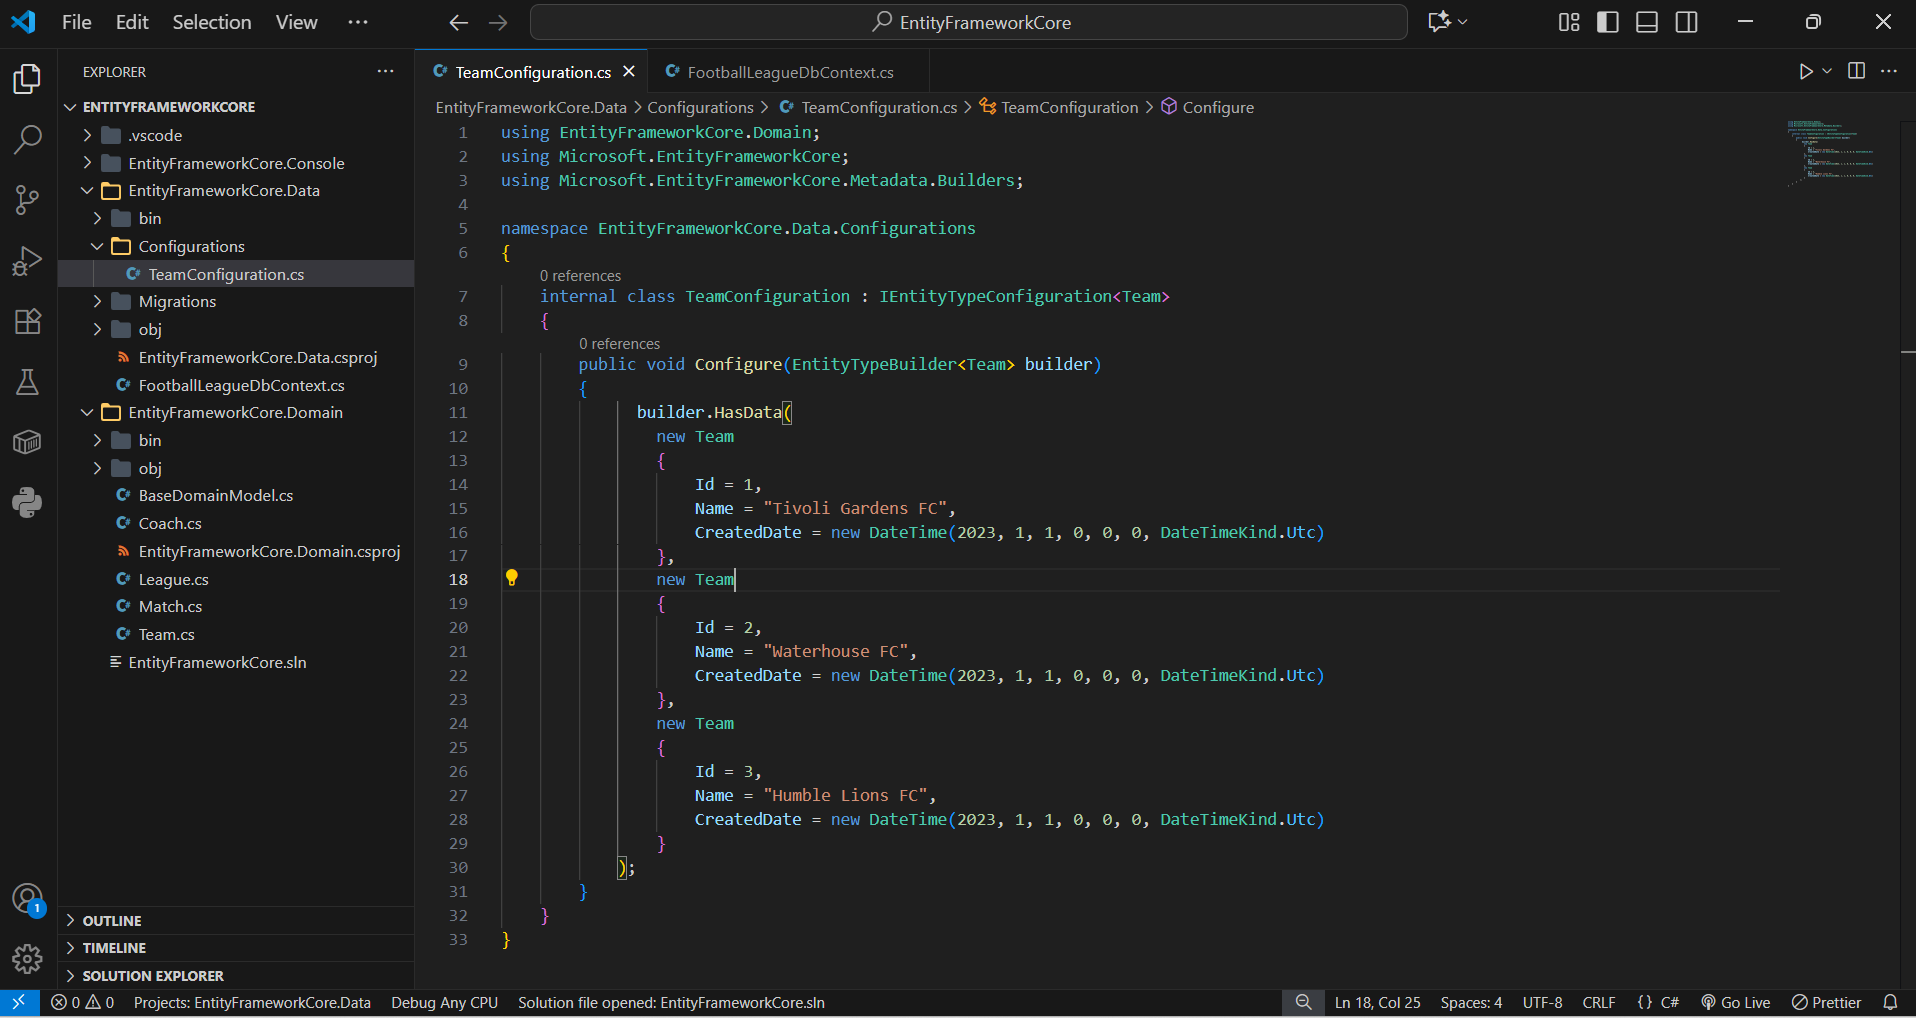 File Edit Selection View ···
EntityFrameworkCore
EXPLORER
ENTITYFRAMEWORKCORE
.vscode
EntityFrameworkCore.Console
EntityFrameworkCore.Data
bin
Configurations
TeamConfiguration.cs
Migrations
obj
EntityFrameworkCore.Data.csproj
FootballLeagueDbContext.cs
EntityFrameworkCore.Domain
bin
obj
BaseDomainModel.cs
Coach.cs
EntityFrameworkCore.Domain.csproj
League.cs
Match.cs
Team.cs
EntityFrameworkCore.sln
OUTLINE
TIMELINE
SOLUTION EXPLORER
1
TeamConfiguration.cs FootballLeagueDbContext.cs
EntityFrameworkCore.Data > Configurations > TeamConfiguration.cs > TeamConfiguration > Configure
1 using EntityFrameworkCore.Domain;
2 using Microsoft.EntityFrameworkCore;
3 using Microsoft.EntityFrameworkCore.Metadata.Builders;
4
5 namespace EntityFrameworkCore.Data.Configurations
6 {
0 references
7 internal class TeamConfiguration : IEntityTypeConfiguration<Team>
8 {
0 references
9 public void Configure(EntityTypeBuilder<Team> builder)
10 {
11 builder.HasData(
12 new Team
13 {
14 Id = 1,
15 Name = "Tivoli Gardens FC",
16 CreatedDate = new DateTime(2023, 1, 1, 0, 0, 0, DateTimeKind.Utc)
17 },
18 new Team
19 {
20 Id = 2,
21 Name = "Waterhouse FC",
22 CreatedDate = new DateTime(2023, 1, 1, 0, 0, 0, DateTimeKind.Utc)
23 },
24 new Team
25 {
26 Id = 3,
27 Name = "Humble Lions FC",
28 CreatedDate = new DateTime(2023, 1, 1, 0, 0, 0, DateTimeKind.Utc)
29 }
30 );
31 }
32 }
33 }
0 0 Projects: EntityFrameworkCore.Data Debug Any CPU Solution file opened: EntityFrameworkCore.sln Ln 18, Col 25 Spaces: 4 UTF-8 CRLF {} C# Go Live Prettier